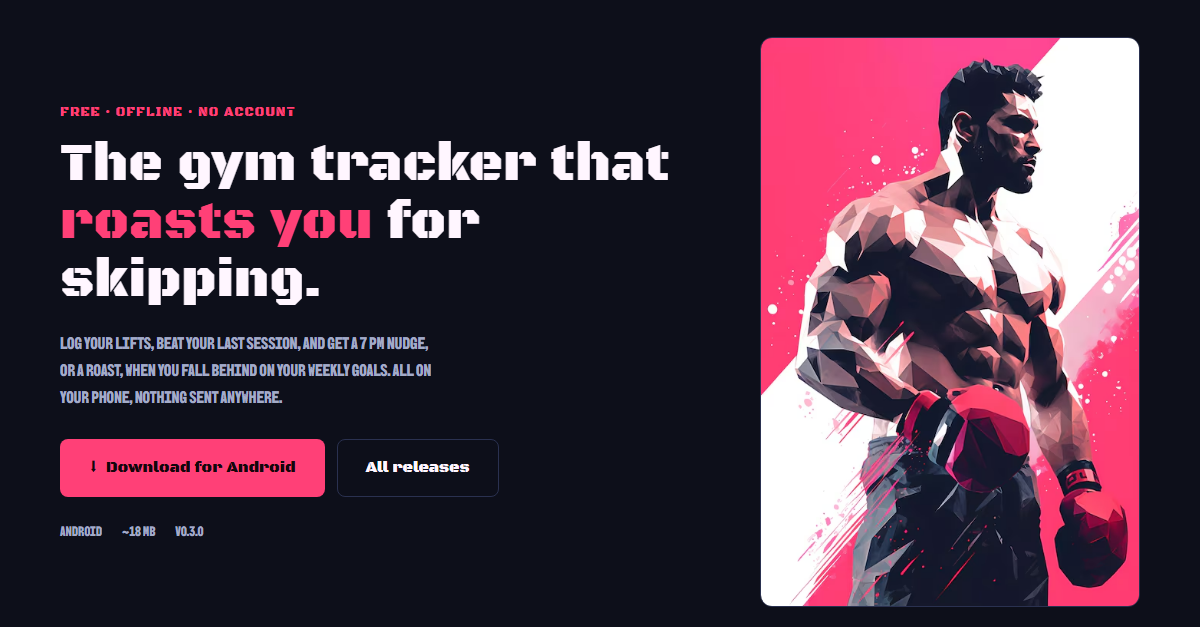 FREE · OFFLINE · NO ACCOUNT
The gym tracker that
roasts you for
skipping.
LOG YOUR LIFTS, BEAT YOUR LAST SESSION, AND GET A 7 PM NUDGE,
OR A ROAST, WHEN YOU FALL BEHIND ON YOUR WEEKLY GOALS. ALL ON
YOUR PHONE, NOTHING SENT ANYWHERE.
↓ Download for Android
All releases
ANDROID ~18 MB V0.3.0